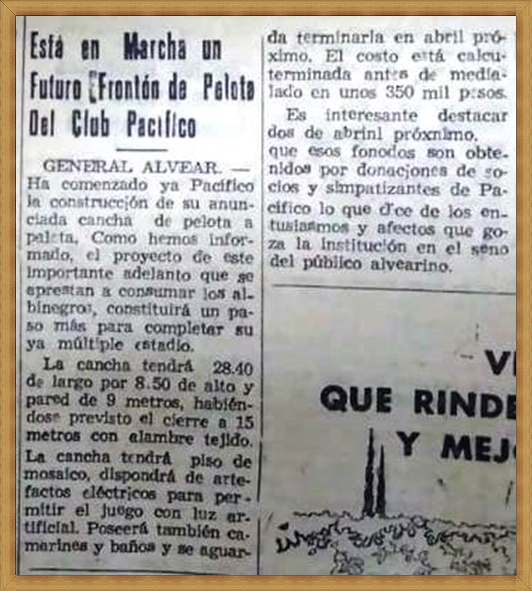 Está en Marcha un
Futuro Frontón de Pelota
Del Club Pacífico
GENERAL ALVEAR. —
Ha comenzado ya Pacífico
la construcción de su anun-
ciada cancha de pelota a
paleta. Como hemos infor-
mado, el proyecto de este
importante adelanto que se
aprestan a consumar los al-
binegros, constituirá un pa-
so más para completar su
ya múltiple estadio.
La cancha tendrá 28.40
de largo por 8.50 de alto y
pared de 9 metros, habién-
dose previsto el cierre a 15
metros con alambre tejido.
La cancha tendrá piso de
mosaico, dispondrá de arte-
factos eléctricos para per-
mitir el juego con luz ar-
tificial. Poseerá también ca-
marines y baños y se aguar-
da terminarla en abril pró-
ximo. El costo está calcu-
terminada antes de media-
lado en unos 350 mil pesos.
Es interesante destacar
dos de abrinl próxnimo.
que esos fonodos son obte-
nidos por donaciones de so-
cios y simpatizantes de Pa-
cífico lo que dice de los en-
tusiasmos y afectos que go-
za la institución en el seno
del público alvearino.
V
QUE RINDE
Y MEJ